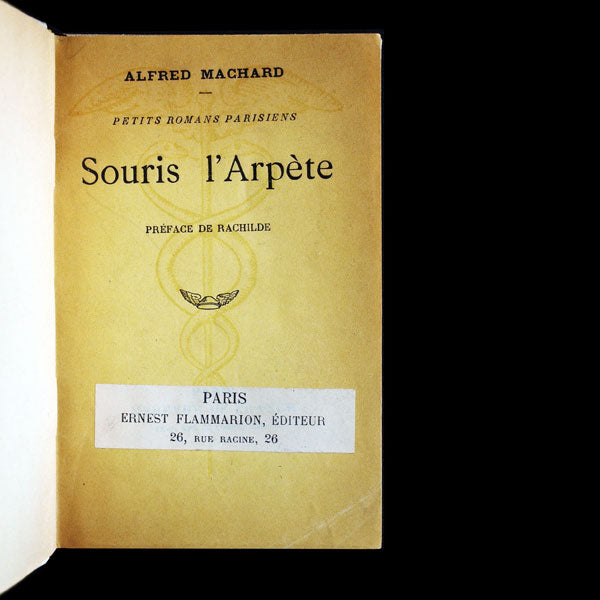 ALFRED MACHARD
PETITS ROMANS PARISIENS
Souris l'Arpète
PRÉFACE DE RACHILDE
PARIS
ERNEST FLAMMARION, ÉDITEUR
26, RUE RACINE, 26